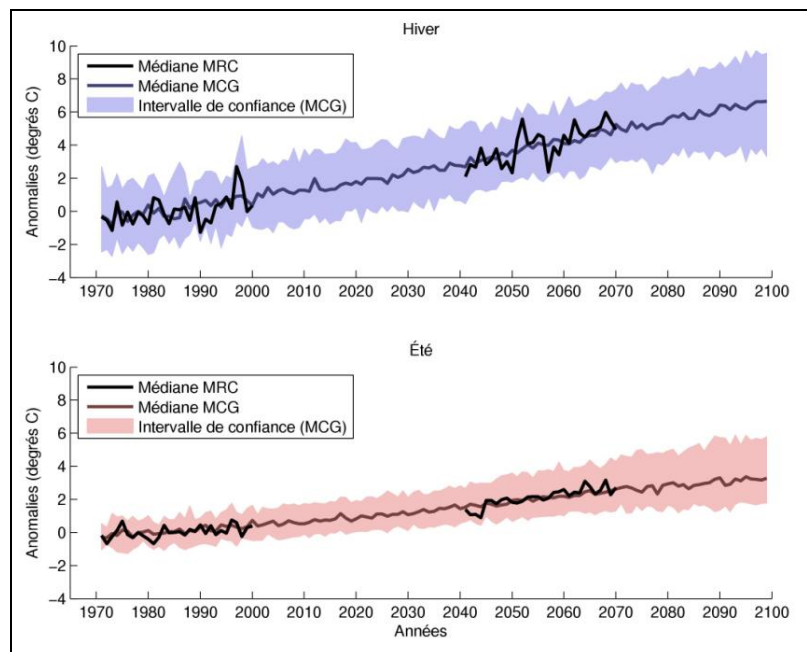 Hiver
Anomalies (degrés C)
10
8
6
4
2
0
−2
−4
Médiane MRC
Médiane MCG
Intervalle de confiance (MCG)
1970 1980 1990 2000 2010 2020 2030 2040 2050 2060 2070 2080 2090 2100
Été
Anomalies (degrés C)
10
8
6
4
2
0
−2
−4
Médiane MRC
Médiane MCG
Intervalle de confiance (MCG)
1970 1980 1990 2000 2010 2020 2030 2040 2050 2060 2070 2080 2090 2100
Années